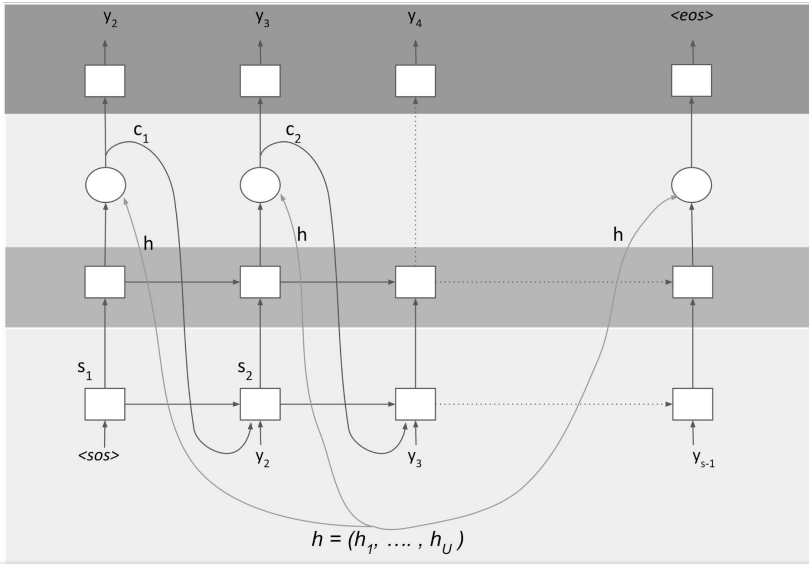 y2 y3 y4 <eos>
c1 c2
h h h
s1 s2
<sos> y2 y3 ys-1
h = (h1, .... , hU )